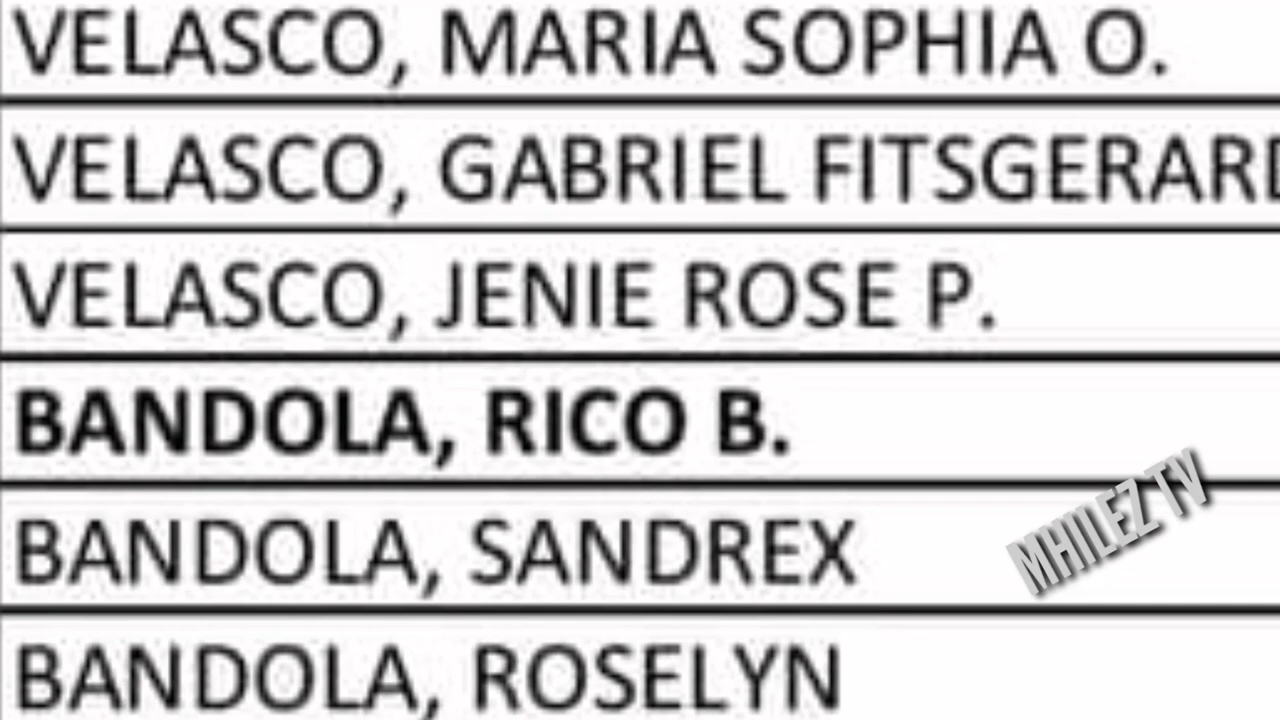 VELASCO, MARIA SOPHIA O.
VELASCO, GABRIEL FITSGERARD
VELASCO, JENIE ROSE P.
BANDOLA, RICO B.
BANDOLA, SANDREX
MHILEZ TV
BANDOLA, ROSELYN